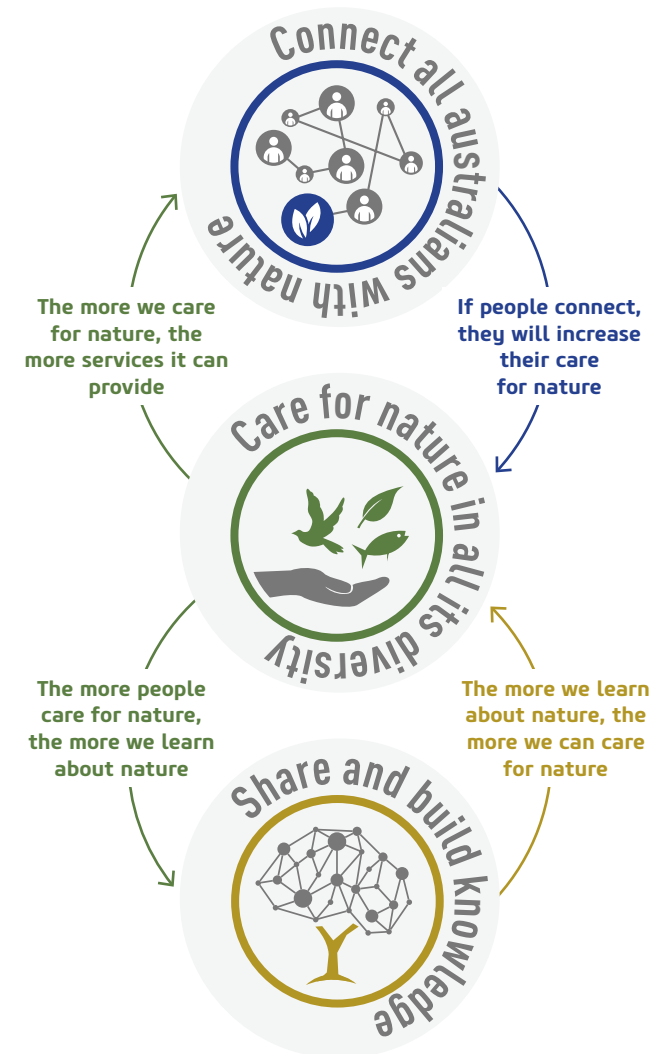 Connect all australians with nature
The more we care
for nature, the
more services it can
provide
If people connect,
they will increase
their care
for nature
Care for nature in all its diversity
The more people
care for nature,
the more we learn
about nature
The more we learn
about nature, the
more we can care
for nature
Share and build knowledge